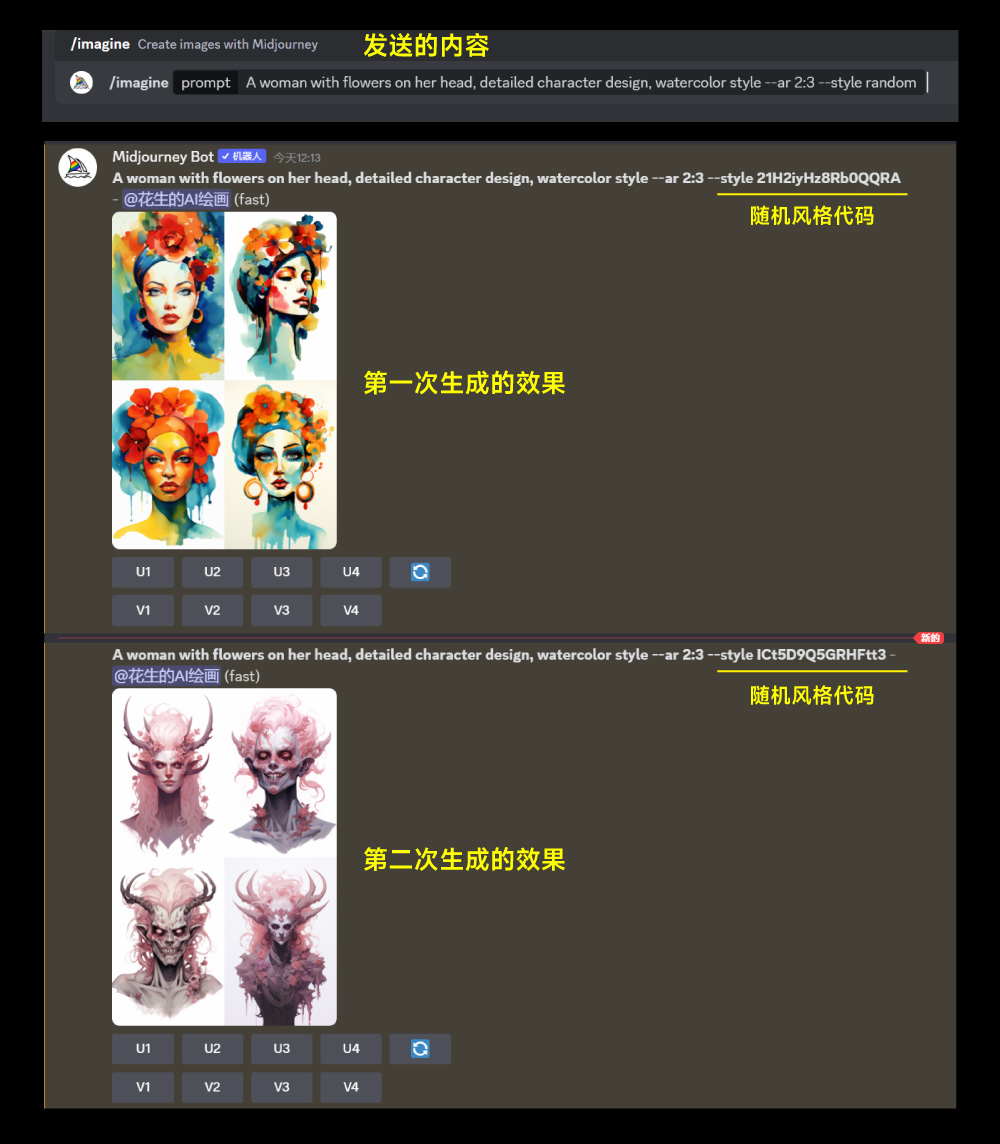 /imagine Create images with Midjourney 发送的内容
/imagine prompt A woman with flowers on her head, detailed character design, watercolor style --ar 2:3 --style random
Midjourney Bot 机器人 今天12:13
A woman with flowers on her head, detailed character design, watercolor style --ar 2:3 --style 21H2iyHz8Rb0QQRA
- @花生的AI绘画 (fast)
随机风格代码
第一次生成的效果
U1 U2 U3 U4
V1 V2 V3 V4
新的
A woman with flowers on her head, detailed character design, watercolor style --ar 2:3 --style ICt5D9Q5GRHFtt3 -
@花生的AI绘画 (fast)
随机风格代码
第二次生成的效果
U1 U2 U3 U4
V1 V2 V3 V4